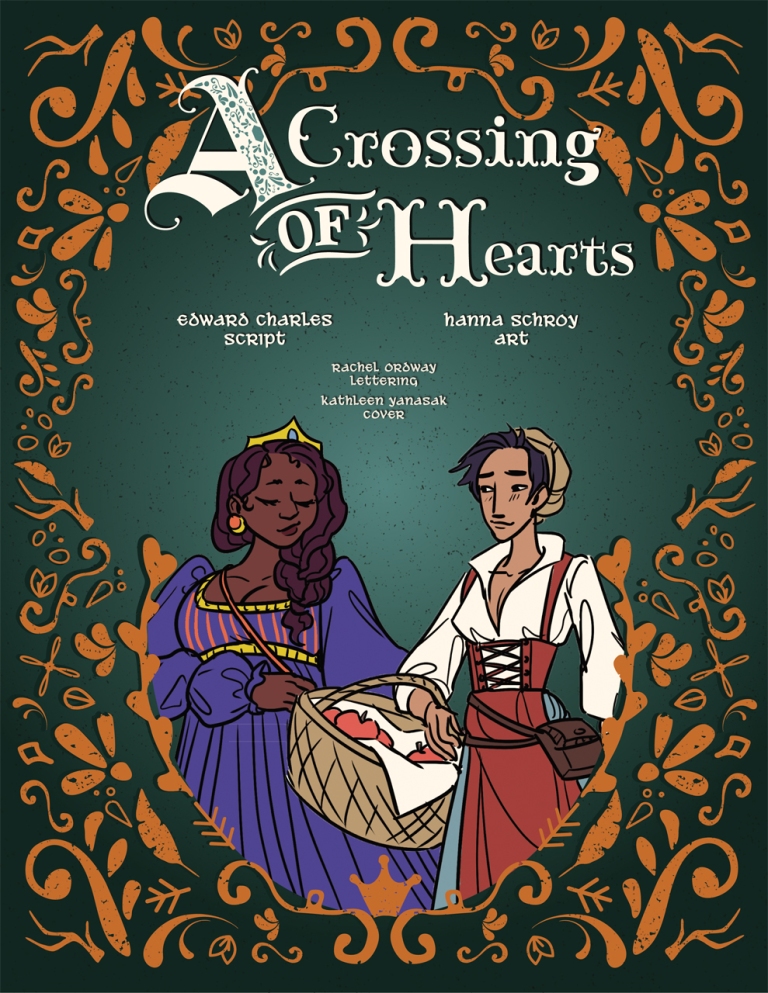 A Crossing
OF Hearts
edward charles
script
hanna schroy
art
rachel ordway
lettering
kathleen yanasak
cover